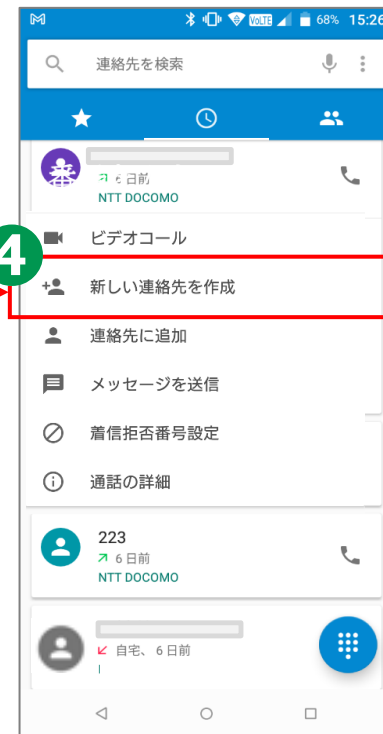 VoLTE 68% 15:26
連絡先を検索
6日前
NTT DOCOMO
4
ビデオコール
新しい連絡先を作成
連絡先に追加
メッセージを送信
着信拒否番号設定
通話の詳細
223
6日前
NTT DOCOMO
自宅、6日前